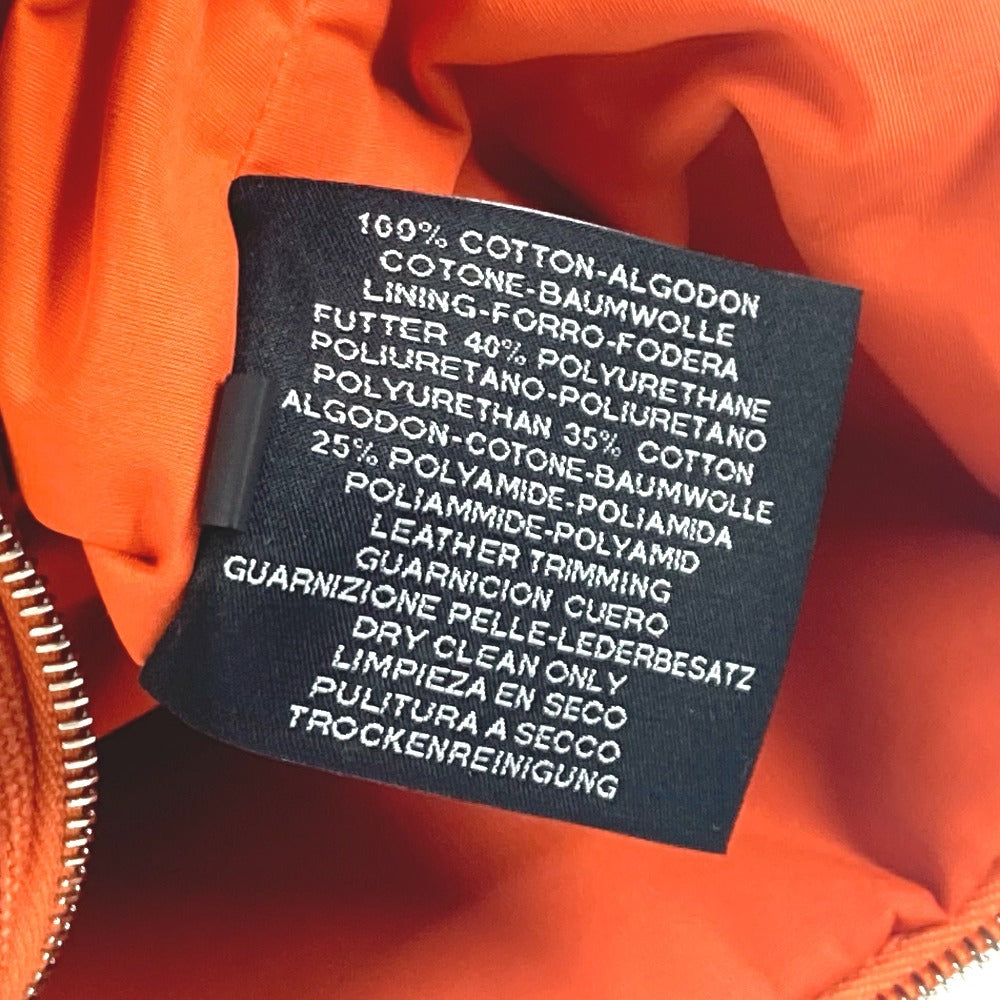 100% COTTON-ALGODON
COTONE-BAUMWOLLE
LINING-FORRO-FODERA
FUTTER 40% POLYURETHANE
POLIURETANO-POLIURETANO
POLYURETHAN 35% COTTON
ALGODON-COTONE-BAUMWOLLE
25% POLYAMIDE-POLIAMIDA
POLIAMMIDE-POLYAMID
LEATHER TRIMMING
GUARNICION CUERO
GUARNIZIONE PELLE-LEDERBESATZ
DRY CLEAN ONLY
LIMPIEZA EN SECO
PULITURA A SECCO
TROCKENREINIGUNG